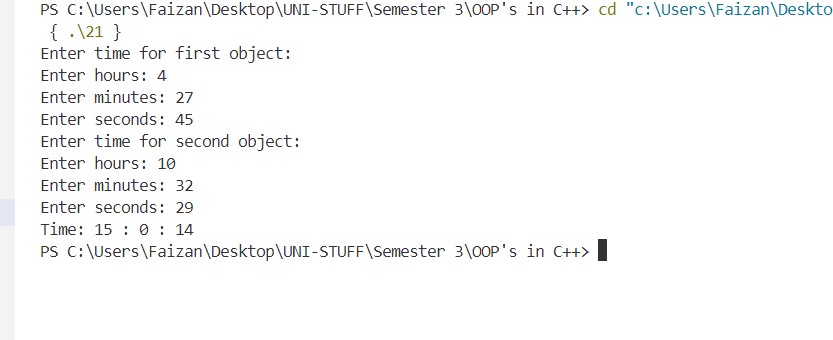 PS C:\Users\Faizan\Desktop\UNI-STUFF\Semester 3\OOP's in C++> cd "c:\Users\Faizan\Deskto
{ .\21 }
Enter time for first object:
Enter hours: 4
Enter minutes: 27
Enter seconds: 45
Enter time for second object:
Enter hours: 10
Enter minutes: 32
Enter seconds: 29
Time: 15 : 0 : 14
PS C:\Users\Faizan\Desktop\UNI-STUFF\Semester 3\OOP's in C++>